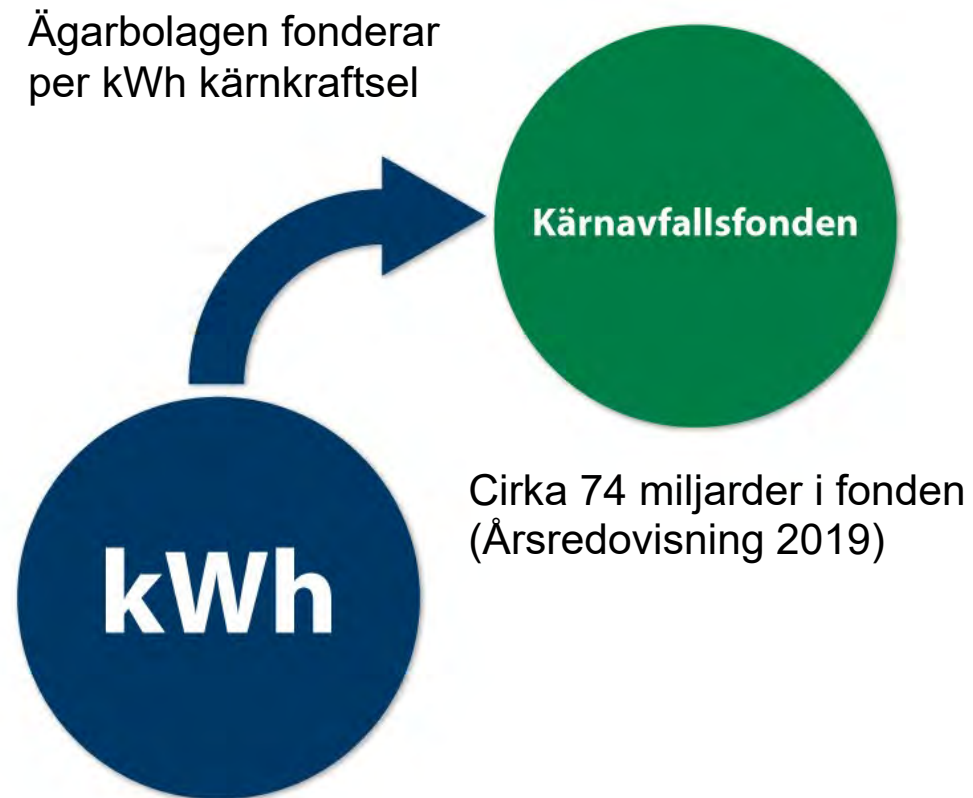 Ägarbolagen fonderar
per kWh kärnkraftsel
Kärnavfallsfonden
Cirka 74 miljarder i fonden
(Årsredovisning 2019)
kWh